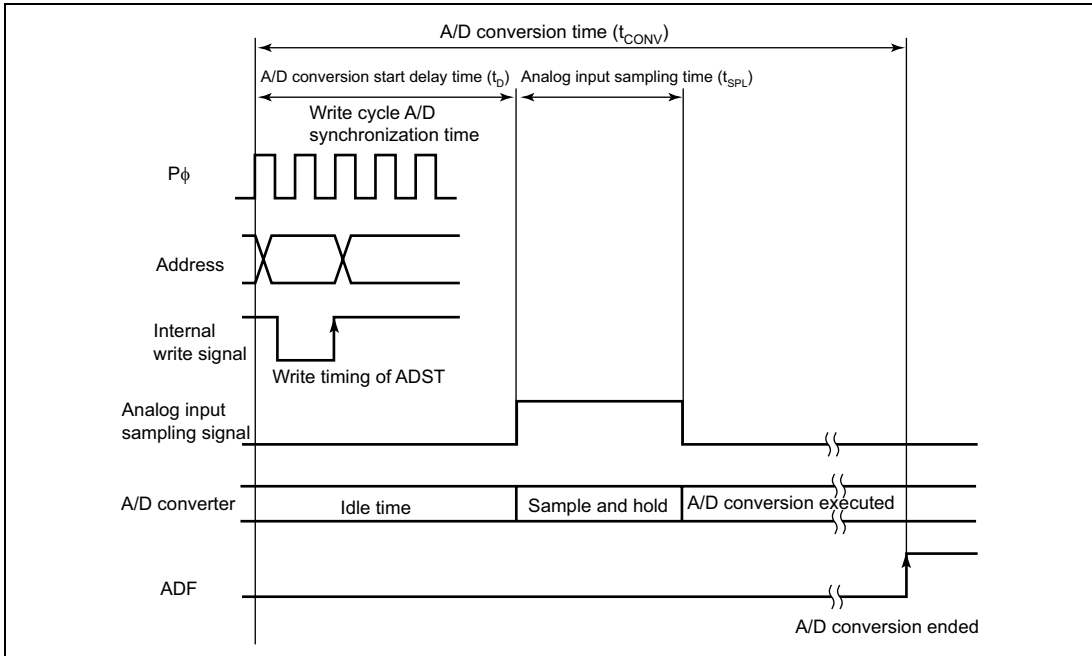 A/D conversion time (tCONV)
A/D conversion start delay time (tD)
Analog input sampling time (tSPL)
Write cycle A/D
synchronization time
Pϕ
Address
Internal
write signal
Write timing of ADST
Analog input
sampling signal
A/D converter
Idle time
Sample and hold
A/D conversion executed
ADF
A/D conversion ended